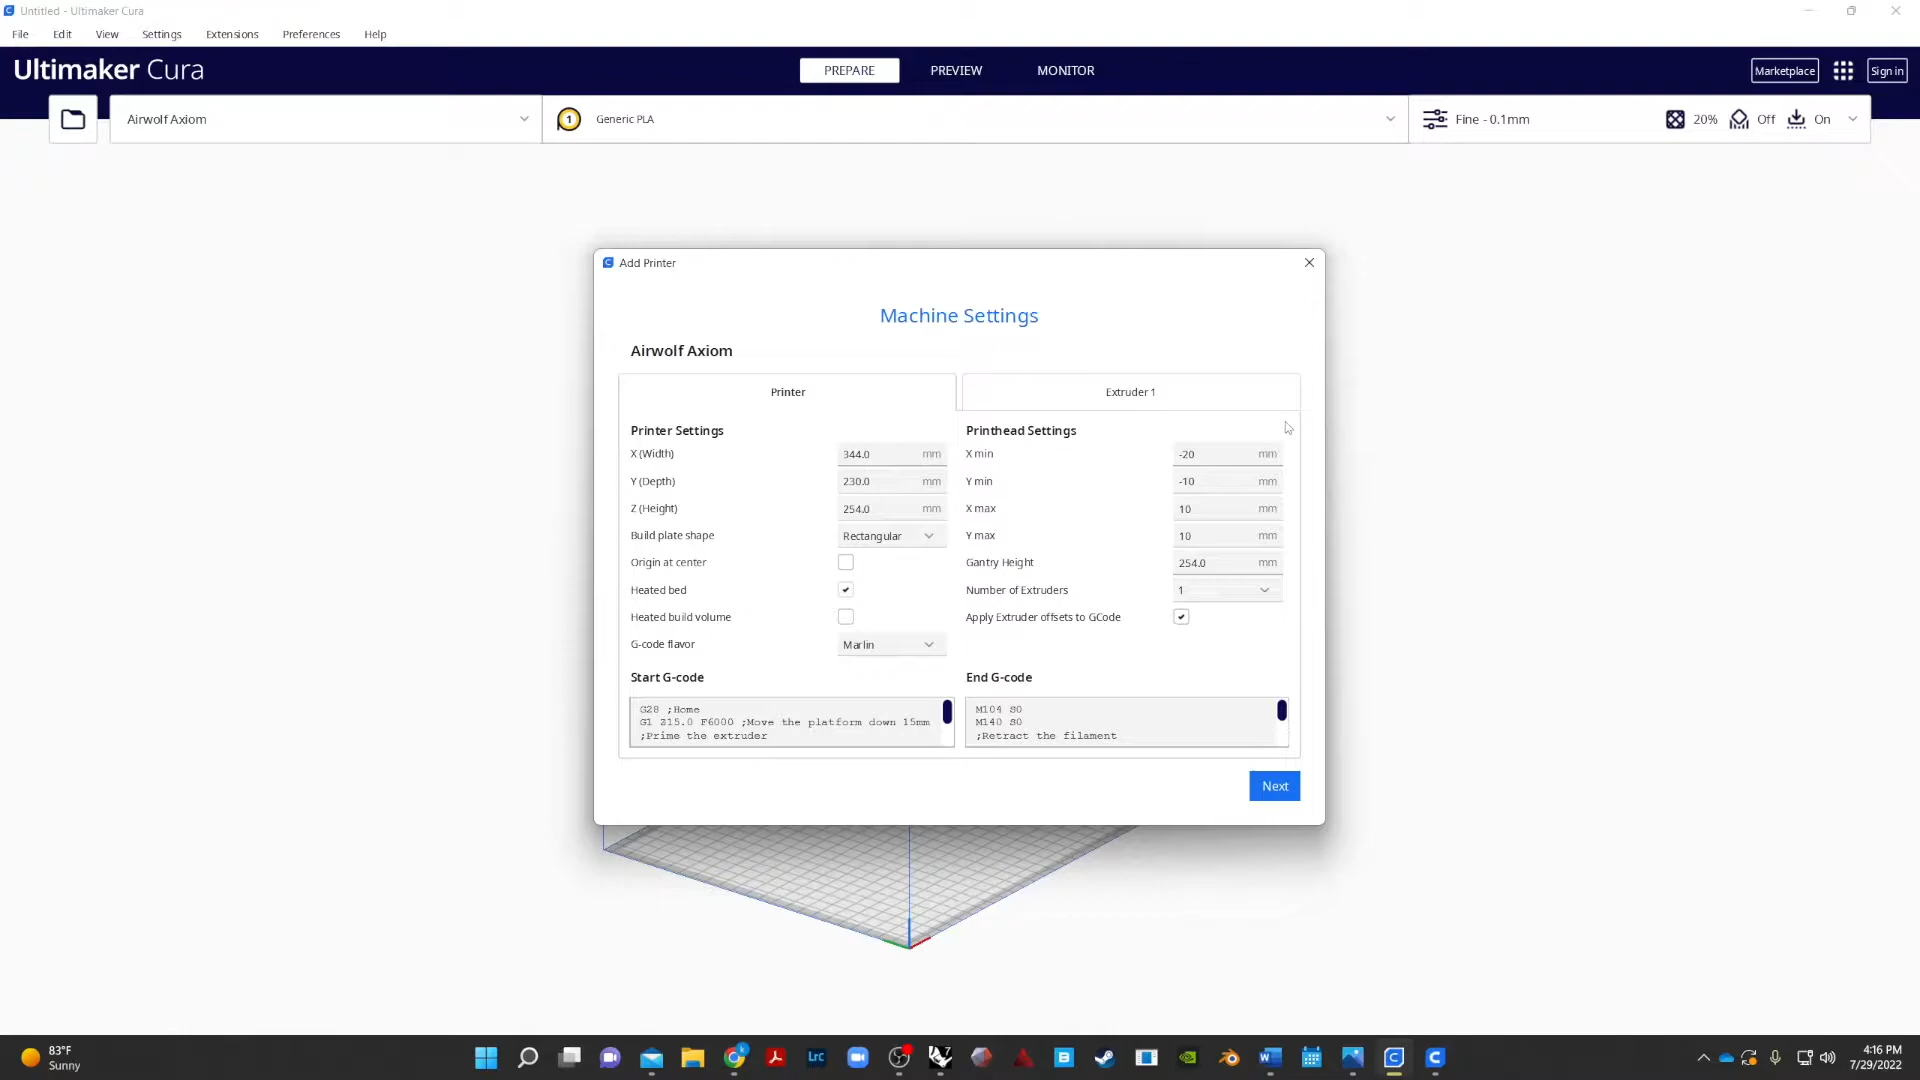 Untitled - Ultimaker Cura
File Edit View Settings Extensions Preferences Help
Ultimaker Cura
PREPARE PREVIEW MONITOR
Marketplace Sign in
Airwolf Axiom
1 Generic PLA
Fine - 0.1mm 20% Off On
Add Printer
Machine Settings
Airwolf Axiom
Printer Extruder 1
Printer Settings Printhead Settings
X (Width) 344.0 mm X min -20 mm
Y (Depth) 230.0 mm Y min -10 mm
Z (Height) 254.0 mm X max 10 mm
Build plate shape Rectangular Y max 10 mm
Origin at center Gantry Height 254.0 mm
Heated bed Number of Extruders 1
Heated build volume Apply Extruder offsets to GCode
G-code flavor Marlin
Start G-code End G-code
G28 ;Home M104 S0
G1 Z15.0 F6000 ;Move the platform down 15mm M140 S0
;Prime the extruder ;Retract the filament
Next
83°F
Sunny
Lrc
4:16 PM
7/29/2022